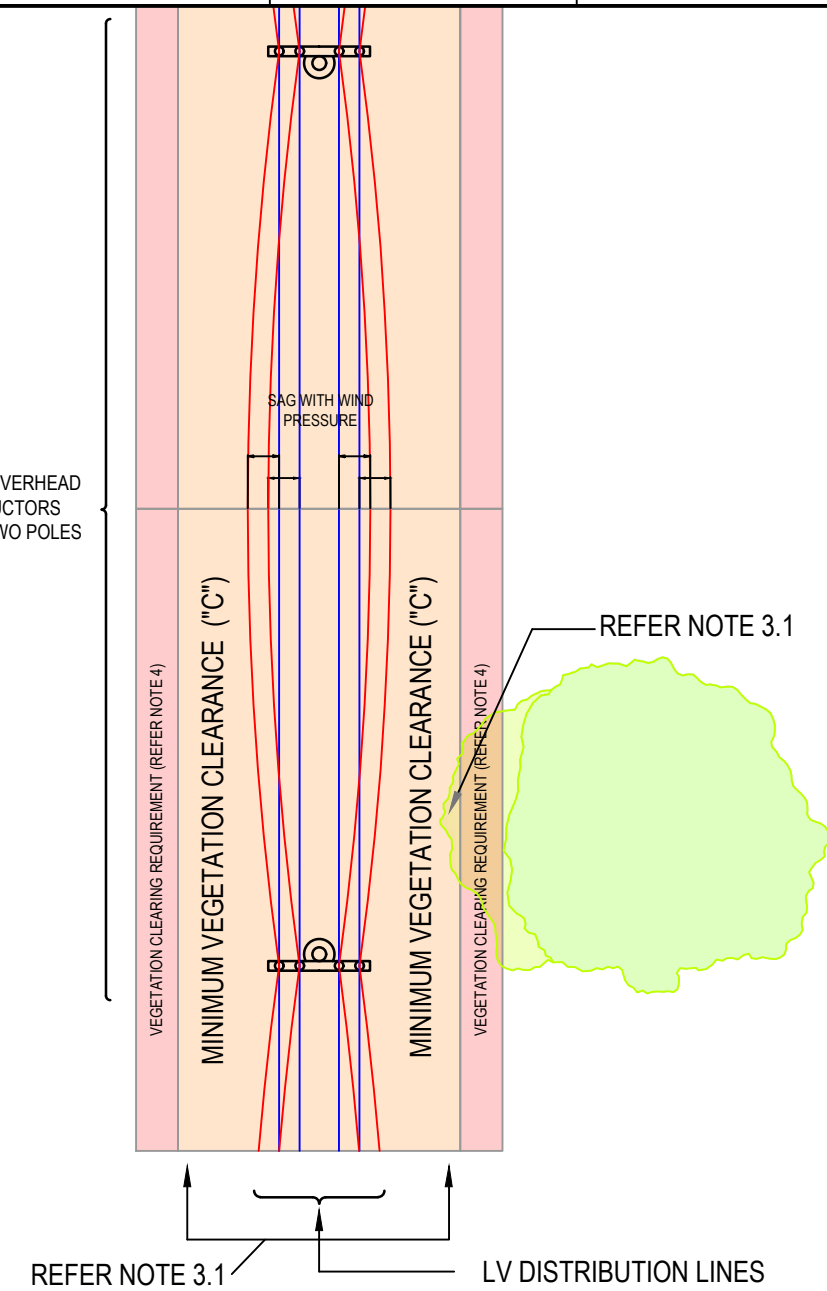 SAG WITH WIND
PRESSURE
VERHEAD
UCTORS
WO POLES
MINIMUM VEGETATION CLEARANCE ("C")
MINIMUM VEGETATION CLEARANCE ("C")
REFER NOTE 3.1
VEGETATION CLEARING REQUIREMENT (REFER NOTE 4)
VEGETATION CLEARING REQUIREMENT (REFER NOTE 4)
REFER NOTE 3.1
LV DISTRIBUTION LINES